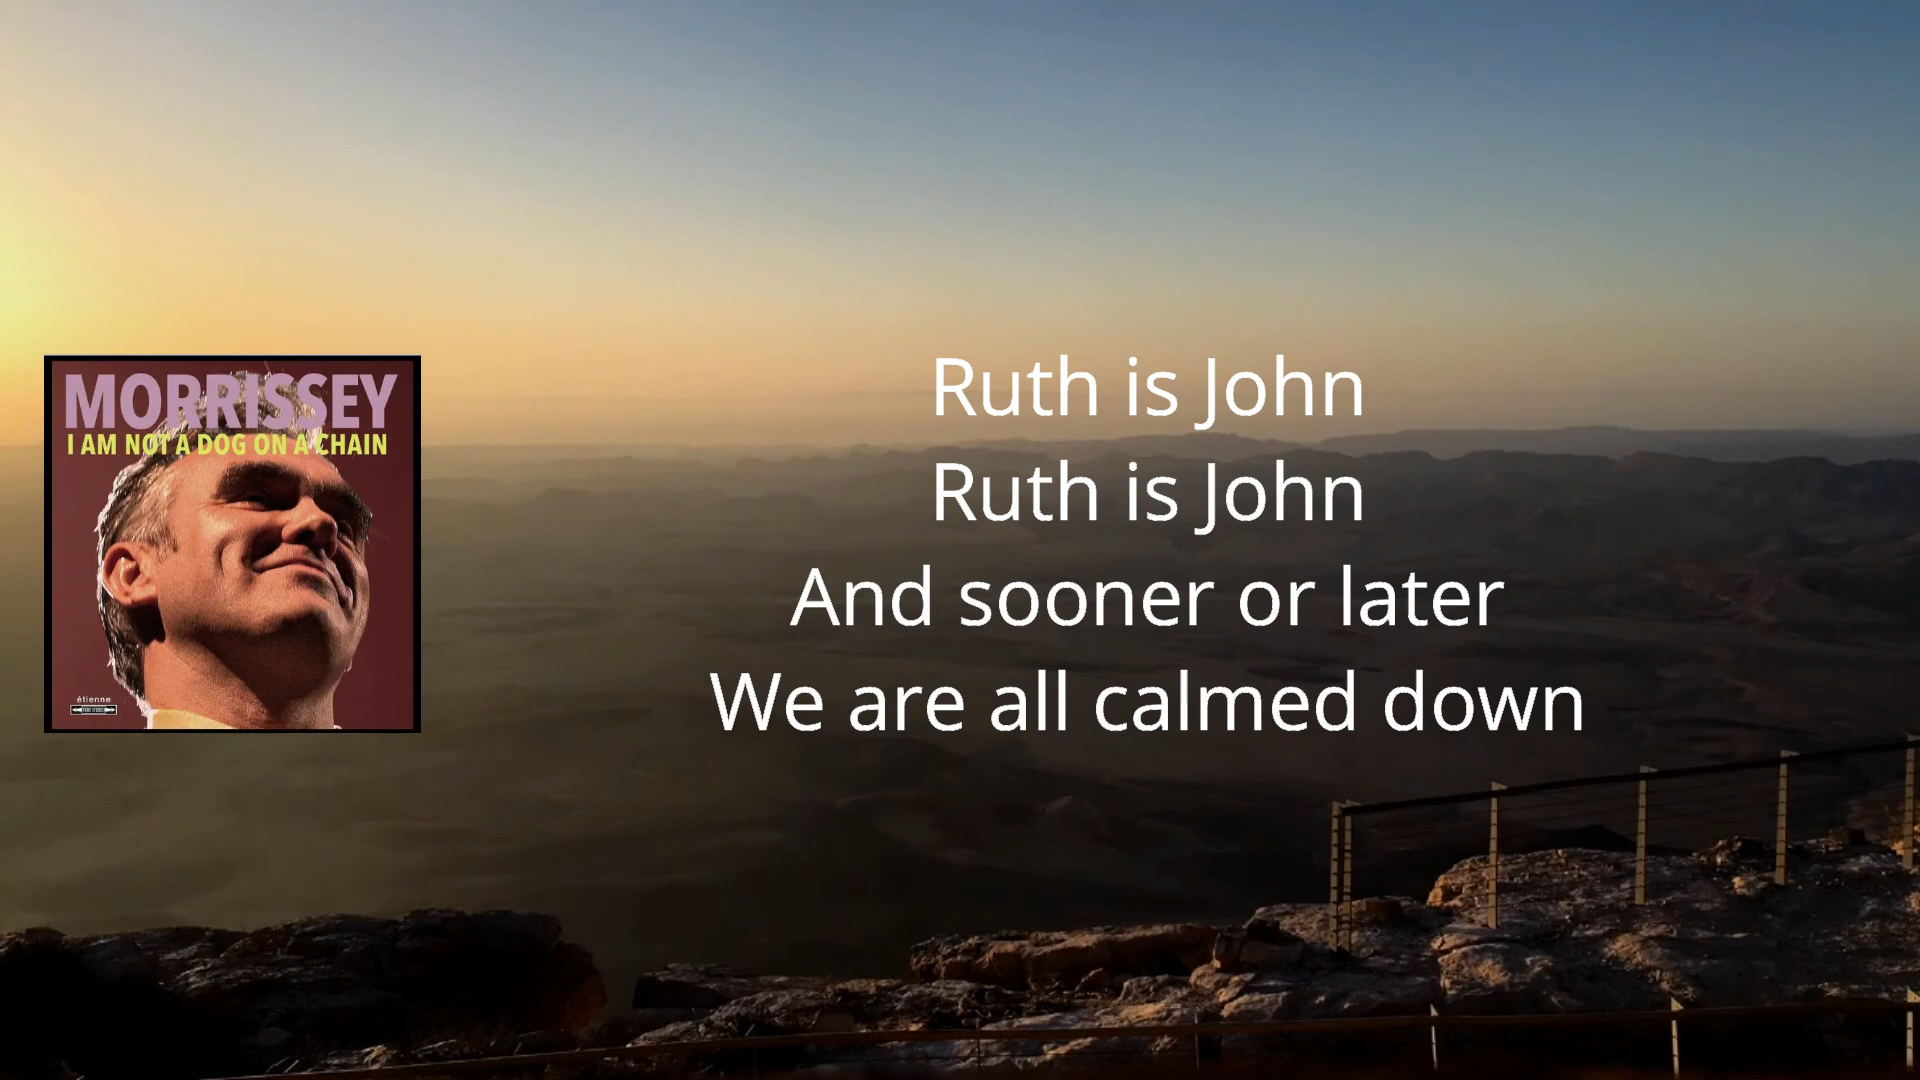 MORRISSEY
I AM NOT A DOG ON A CHAIN
étienne
Ruth is John
Ruth is John
And sooner or later
We are all calmed down